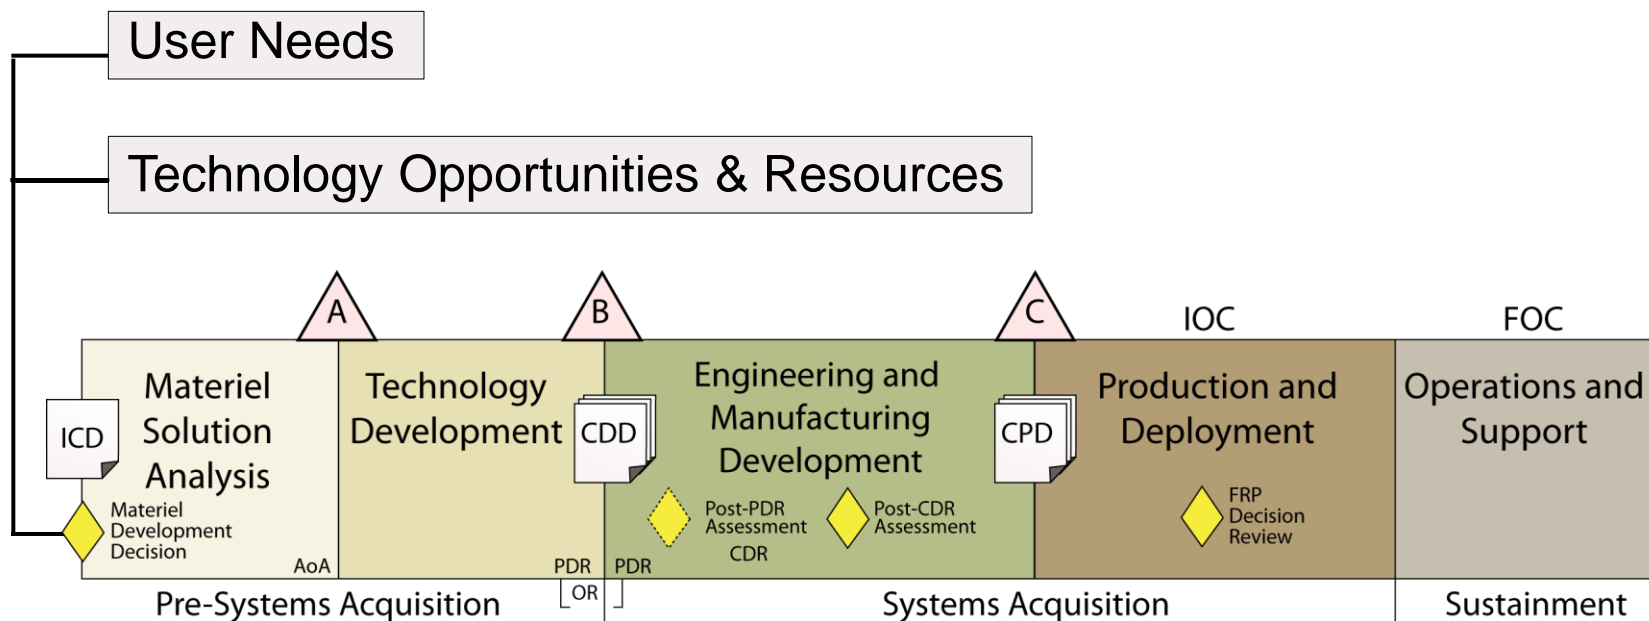 User Needs
Technology Opportunities & Resources
A
B
C
IOC
FOC
ICD
Materiel
Solution
Analysis
Materiel
Development
Decision
AoA
Technology
Development
PDR
CDD
Engineering and
Manufacturing
Development
Post-PDR
Assessment
CDR
Post-CDR
Assessment
PDR
OR
CPD
Production and
Deployment
FRP
Decision
Review
Operations and
Support
Pre-Systems Acquisition
Systems Acquisition
Sustainment